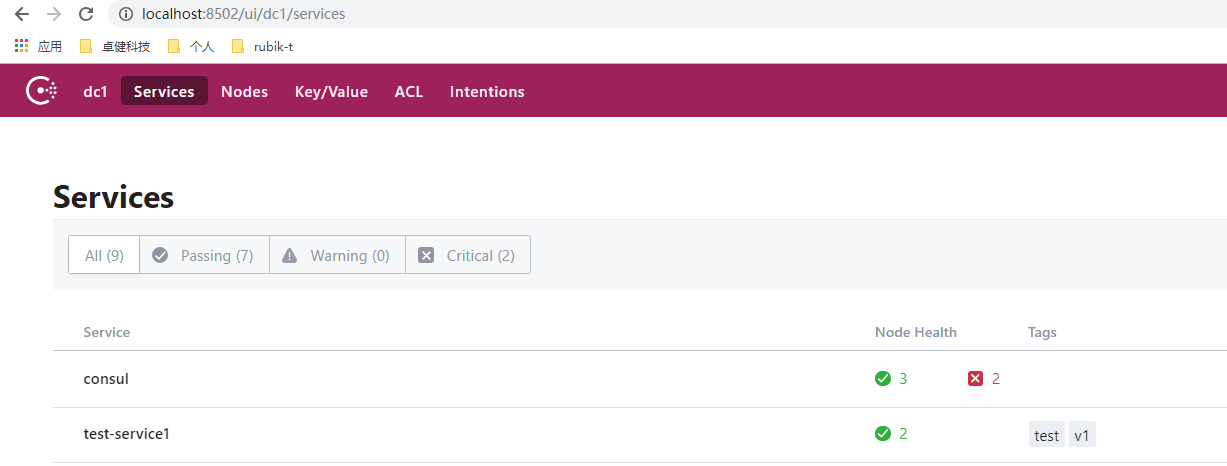 localhost:8502/ui/dc1/services
应用 卓健科技 个人 rubik-t
dc1 Services Nodes Key/Value ACL Intentions
Services
All (9) Passing (7) Warning (0) Critical (2)
Service Node Health Tags
consul 3 2
test-service1 2 test v1